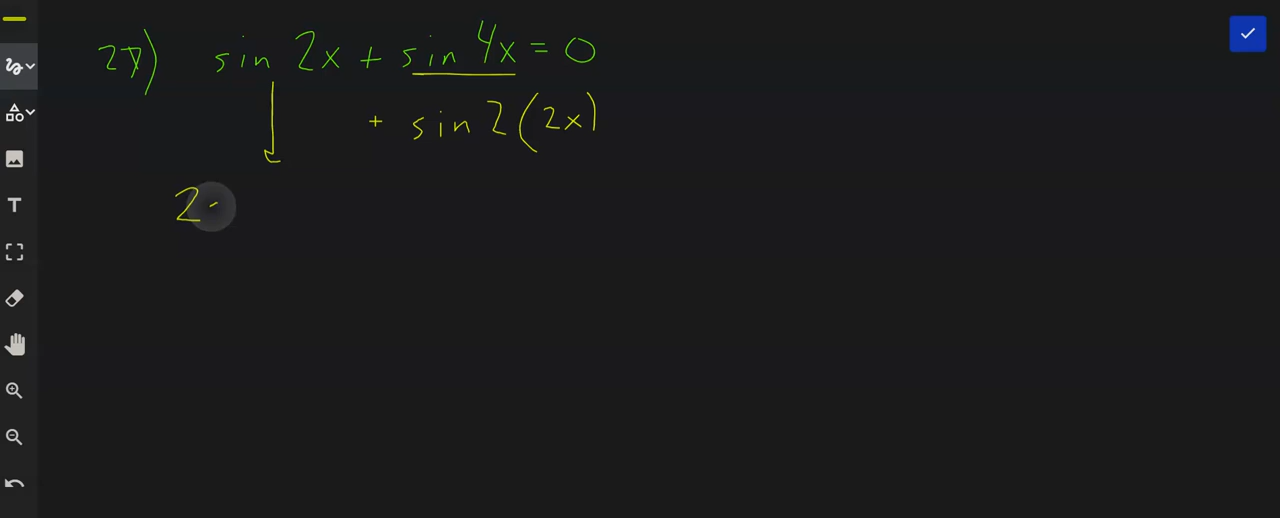 27) sin 2x + sin 4x = 0
+ sin 2(2x)
2
T